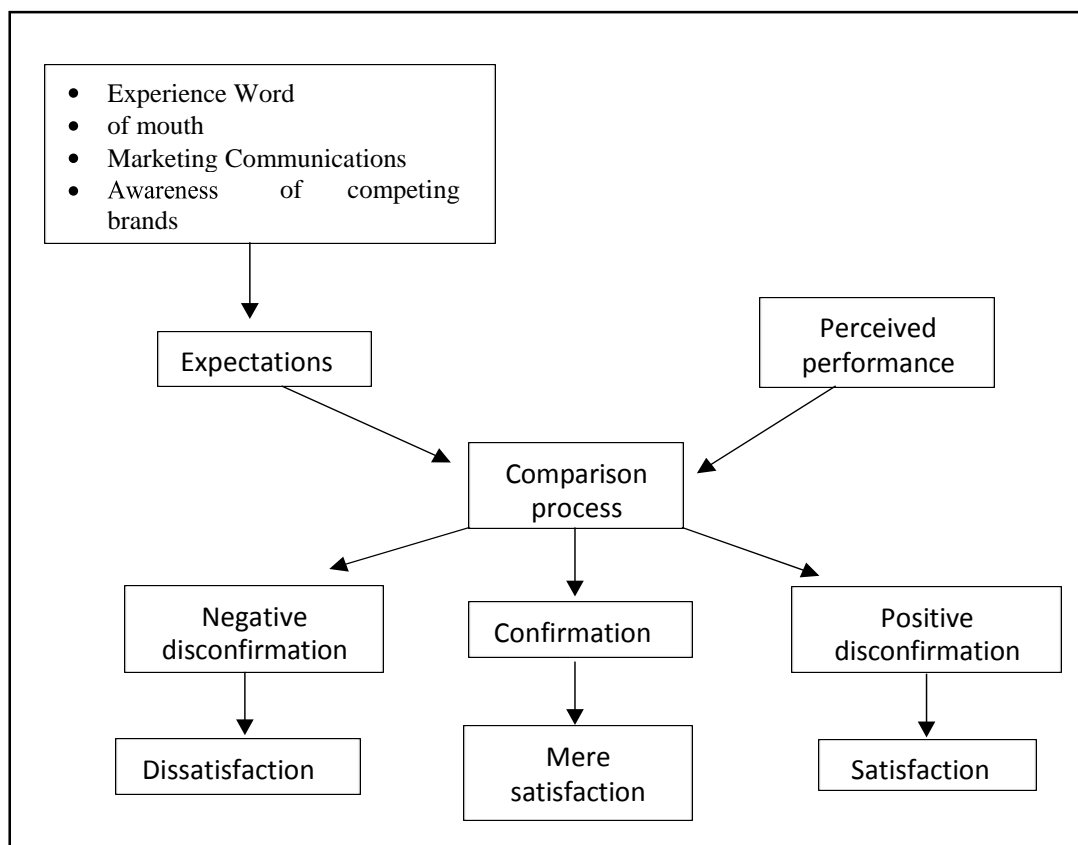 • Experience Word
• of mouth
• Marketing Communications
• Awareness of competing
brands
Expectations
Perceived
performance
Comparison
process
Negative
disconfirmation
Confirmation
Positive
disconfirmation
Dissatisfaction
Mere
satisfaction
Satisfaction